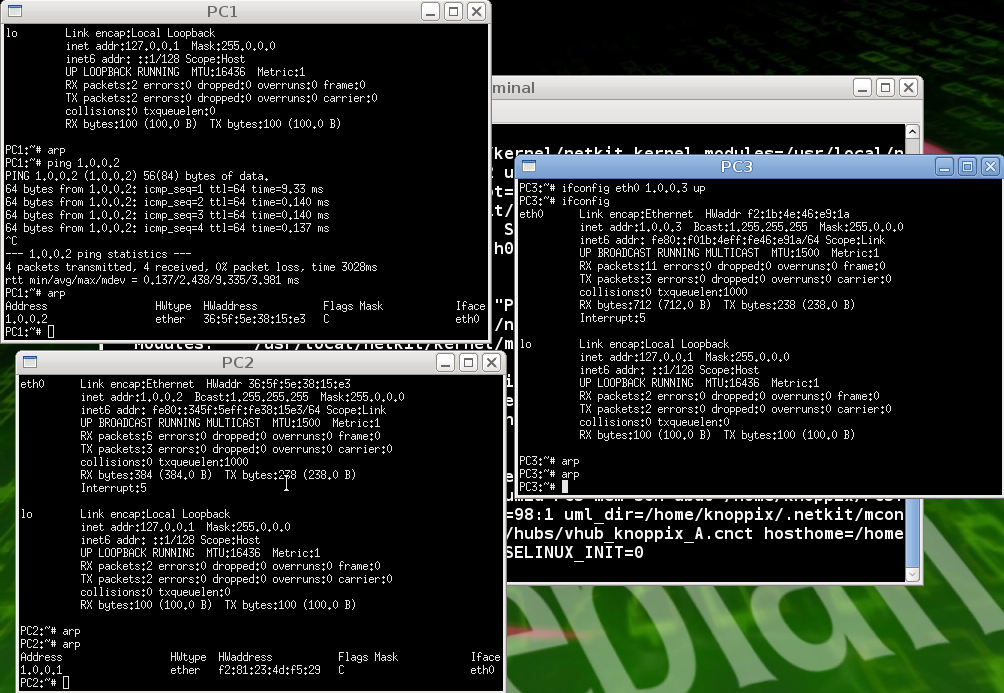 PC1
lo Link encap:Local Loopback
inet addr:127.0.0.1 Mask:255.0.0.0
inet6 addr: ::1/128 Scope:Host
UP LOOPBACK RUNNING MTU:16436 Metric:1
RX packets:2 errors:0 dropped:0 overruns:0 frame:0
TX packets:2 errors:0 dropped:0 overruns:0 carrier:0
collisions:0 txqueuelen:0
RX bytes:100 (100.0 B) TX bytes:100 (100.0 B)
PC1:~# arp
PC1:~# ping 1.0.0.2
PING 1.0.0.2 (1.0.0.2) 56(84) bytes of data.
64 bytes from 1.0.0.2: icmp_seq=1 ttl=64 time=9.33 ms
64 bytes from 1.0.0.2: icmp_seq=2 ttl=64 time=0.140 ms
64 bytes from 1.0.0.2: icmp_seq=3 ttl=64 time=0.140 ms
64 bytes from 1.0.0.2: icmp_seq=4 ttl=64 time=0.137 ms
^C
--- 1.0.0.2 ping statistics ---
4 packets transmitted, 4 received, 0% packet loss, time 3028ms
rtt min/avg/max/mdev = 0.137/2.438/9.335/3.981 ms
PC1:~# arp
Address HWtype HWaddress Flags Mask Iface
1.0.0.2 ether 36:5f:5e:38:15:e3 C eth0
PC1:~#
minal
/kernel/netkit kernel modules=/usr/local/n
PC3
PC3:~# ifconfig eth0 1.0.0.3 up
PC3:~# ifconfig
eth0 Link encap:Ethernet HWaddr f2:1b:4e:46:e9:1a
inet addr:1.0.0.3 Bcast:1.255.255.255 Mask:255.0.0.0
inet6 addr: fe80::f01b:4eff:fe46:e91a/64 Scope:Link
UP BROADCAST RUNNING MULTICAST MTU:1500 Metric:1
RX packets:11 errors:0 dropped:0 overruns:0 frame:0
TX packets:3 errors:0 dropped:0 overruns:0 carrier:0
collisions:0 txqueuelen:1000
RX bytes:712 (712.0 B) TX bytes:238 (238.0 B)
Interrupt:5
lo Link encap:Local Loopback
inet addr:127.0.0.1 Mask:255.0.0.0
inet6 addr: ::1/128 Scope:Host
UP LOOPBACK RUNNING MTU:16436 Metric:1
RX packets:2 errors:0 dropped:0 overruns:0 frame:0
TX packets:2 errors:0 dropped:0 overruns:0 carrier:0
collisions:0 txqueuelen:0
RX bytes:100 (100.0 B) TX bytes:100 (100.0 B)
PC3:~# arp
PC3:~# arp
PC3:~#
Modules: /usr/local/netkit/kernel/m
PC2
eth0 Link encap:Ethernet HWaddr 36:5f:5e:38:15:e3
inet addr:1.0.0.2 Bcast:1.255.255.255 Mask:255.0.0.0
inet6 addr: fe80::345f:5eff:fe38:15e3/64 Scope:Link
UP BROADCAST RUNNING MULTICAST MTU:1500 Metric:1
RX packets:6 errors:0 dropped:0 overruns:0 frame:0
TX packets:3 errors:0 dropped:0 overruns:0 carrier:0
collisions:0 txqueuelen:1000
RX bytes:384 (384.0 B) TX bytes:238 (238.0 B)
Interrupt:5
lo Link encap:Local Loopback
inet addr:127.0.0.1 Mask:255.0.0.0
inet6 addr: ::1/128 Scope:Host
UP LOOPBACK RUNNING MTU:16436 Metric:1
RX packets:2 errors:0 dropped:0 overruns:0 frame:0
TX packets:2 errors:0 dropped:0 overruns:0 carrier:0
collisions:0 txqueuelen:0
RX bytes:100 (100.0 B) TX bytes:100 (100.0 B)
PC2:~# arp
PC2:~# arp
Address HWtype HWaddress Flags Mask Iface
1.0.0.1 ether f2:81:23:4d:f5:29 C eth0
PC2:~#
=98:1 uml_dir=/home/knoppix/.netkit/mcon
/hubs/vhub_knoppix_A.cnct hosthome=/home
SELINUX_INIT=0